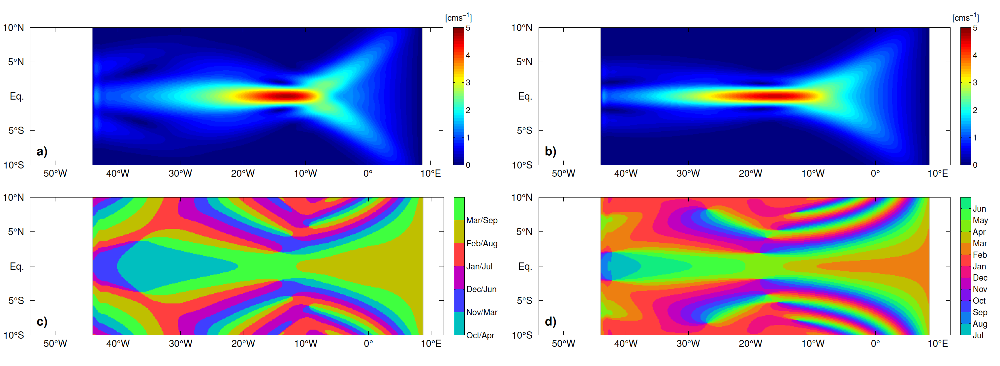 [cms−1]
10°N
5°N
Eq.
5°S
10°S
a)
50°W 40°W 30°W 20°W 10°W 0° 10°E
5
4
3
2
1
0
[cms−1]
10°N
5°N
Eq.
5°S
10°S
b)
50°W 40°W 30°W 20°W 10°W 0° 10°E
5
4
3
2
1
0
10°N
5°N
Eq.
5°S
10°S
c)
50°W 40°W 30°W 20°W 10°W 0° 10°E
Mar/Sep
Feb/Aug
Jan/Jul
Dec/Jun
Nov/Mar
Oct/Apr
10°N
5°N
Eq.
5°S
10°S
d)
50°W 40°W 30°W 20°W 10°W 0° 10°E
Jun
May
Apr
Mar
Feb
Jan
Dec
Nov
Oct
Sep
Aug
Jul